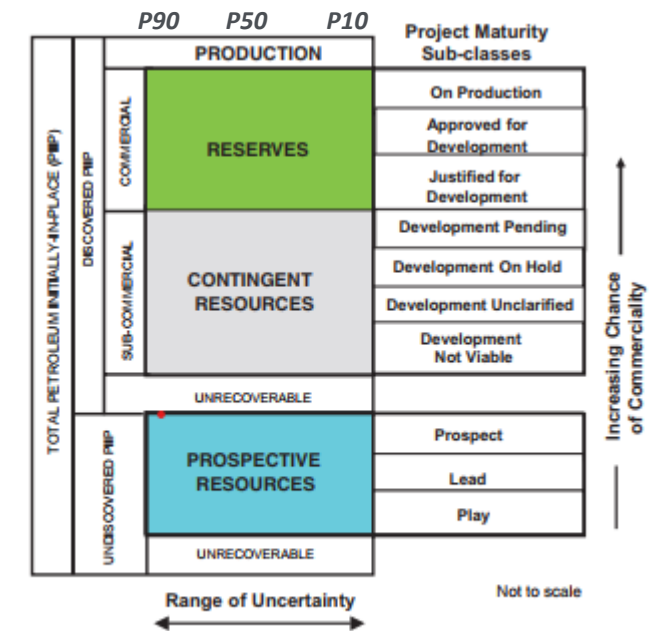 P90 P50 P10
Project Maturity
Sub-classes
PRODUCTION
On Production
Approved for
Development
Justified for
Development
RESERVES
COMMERCIAL
Development Pending
Development On Hold
Development Unclarified
Development
Not Viable
CONTINGENT
RESOURCES
SUB-COMMERCIAL
UNRECOVERABLE
DISCOVERED PIIP
TOTAL PETROLEUM INITIALLY-IN-PLACE (PIIP)
Prospect
Lead
Play
PROSPECTIVE
RESOURCES
UNDISCOVERED PIIP
UNRECOVERABLE
Increasing Chance
of Commerciality
Not to scale
Range of Uncertainty